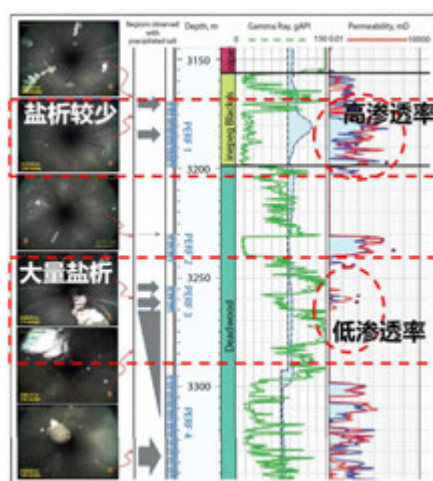 Regions observed
with
precipitated salt
Depth, m
Gamma Ray, gAPI
150
Permeability, mD
0.01
10000
3150
盐析较少
高渗透率
PERF 1
3200
PERF 2
大量盐析
3250
PERF 3
Deadwood
低渗透率
3300
PERF 4